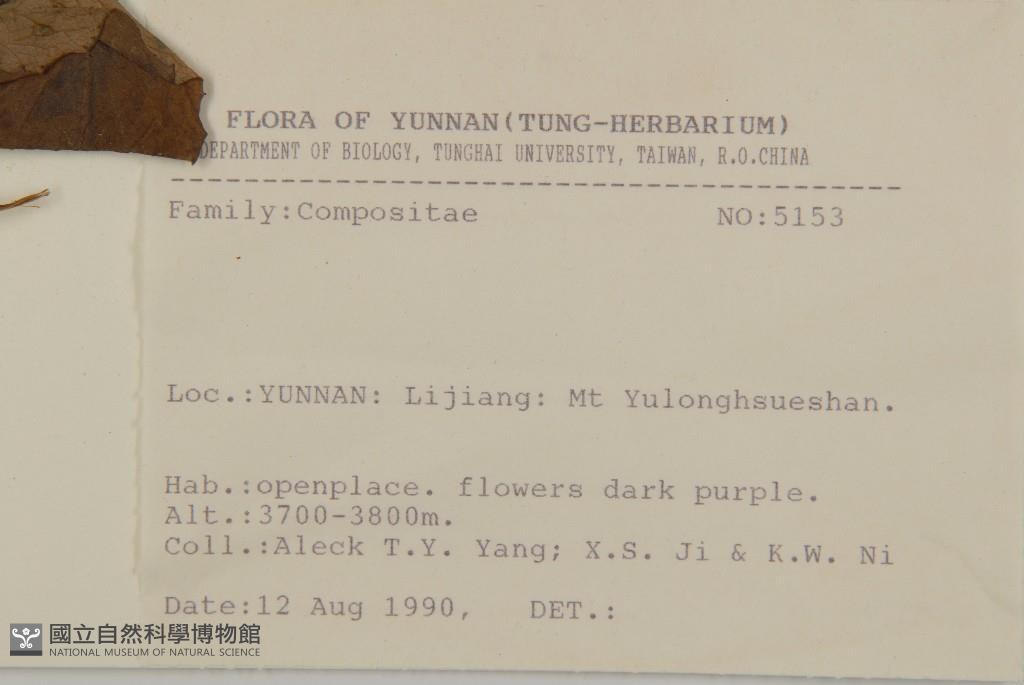 FLORA OF YUNNAN(TUNG-HERBARIUM)
DEPARTMENT OF BIOLOGY, TUNGHAI UNIVERSITY, TAIWAN, R.O.CHINA
----------------------------------------
Family:Compositae NO:5153
Loc.:YUNNAN: Lijiang: Mt Yulonghsueshan.
Hab.:openplace. flowers dark purple.
Alt.:3700-3800m.
Coll.:Aleck T.Y. Yang; X.S. Ji & K.W. Ni
Date:12 Aug 1990, DET.:
國立自然科學博物館
NATIONAL MUSEUM OF NATURAL SCIENCE